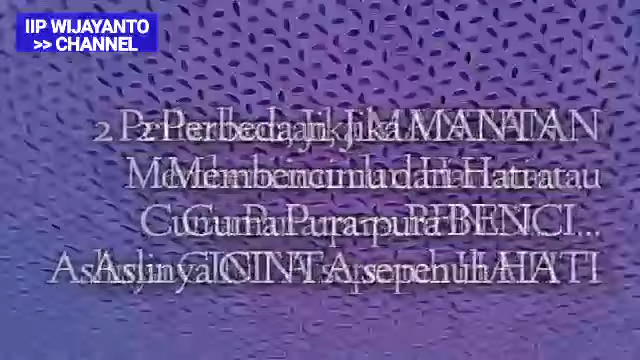 IIP WIJAYANTO
>> CHANNEL
2 Perbedaan, Jika MANTAN
Membencimu dari Hati atau
Cuma Pura-pura BENCI...
Aslinya CINTA sepenuh HATI